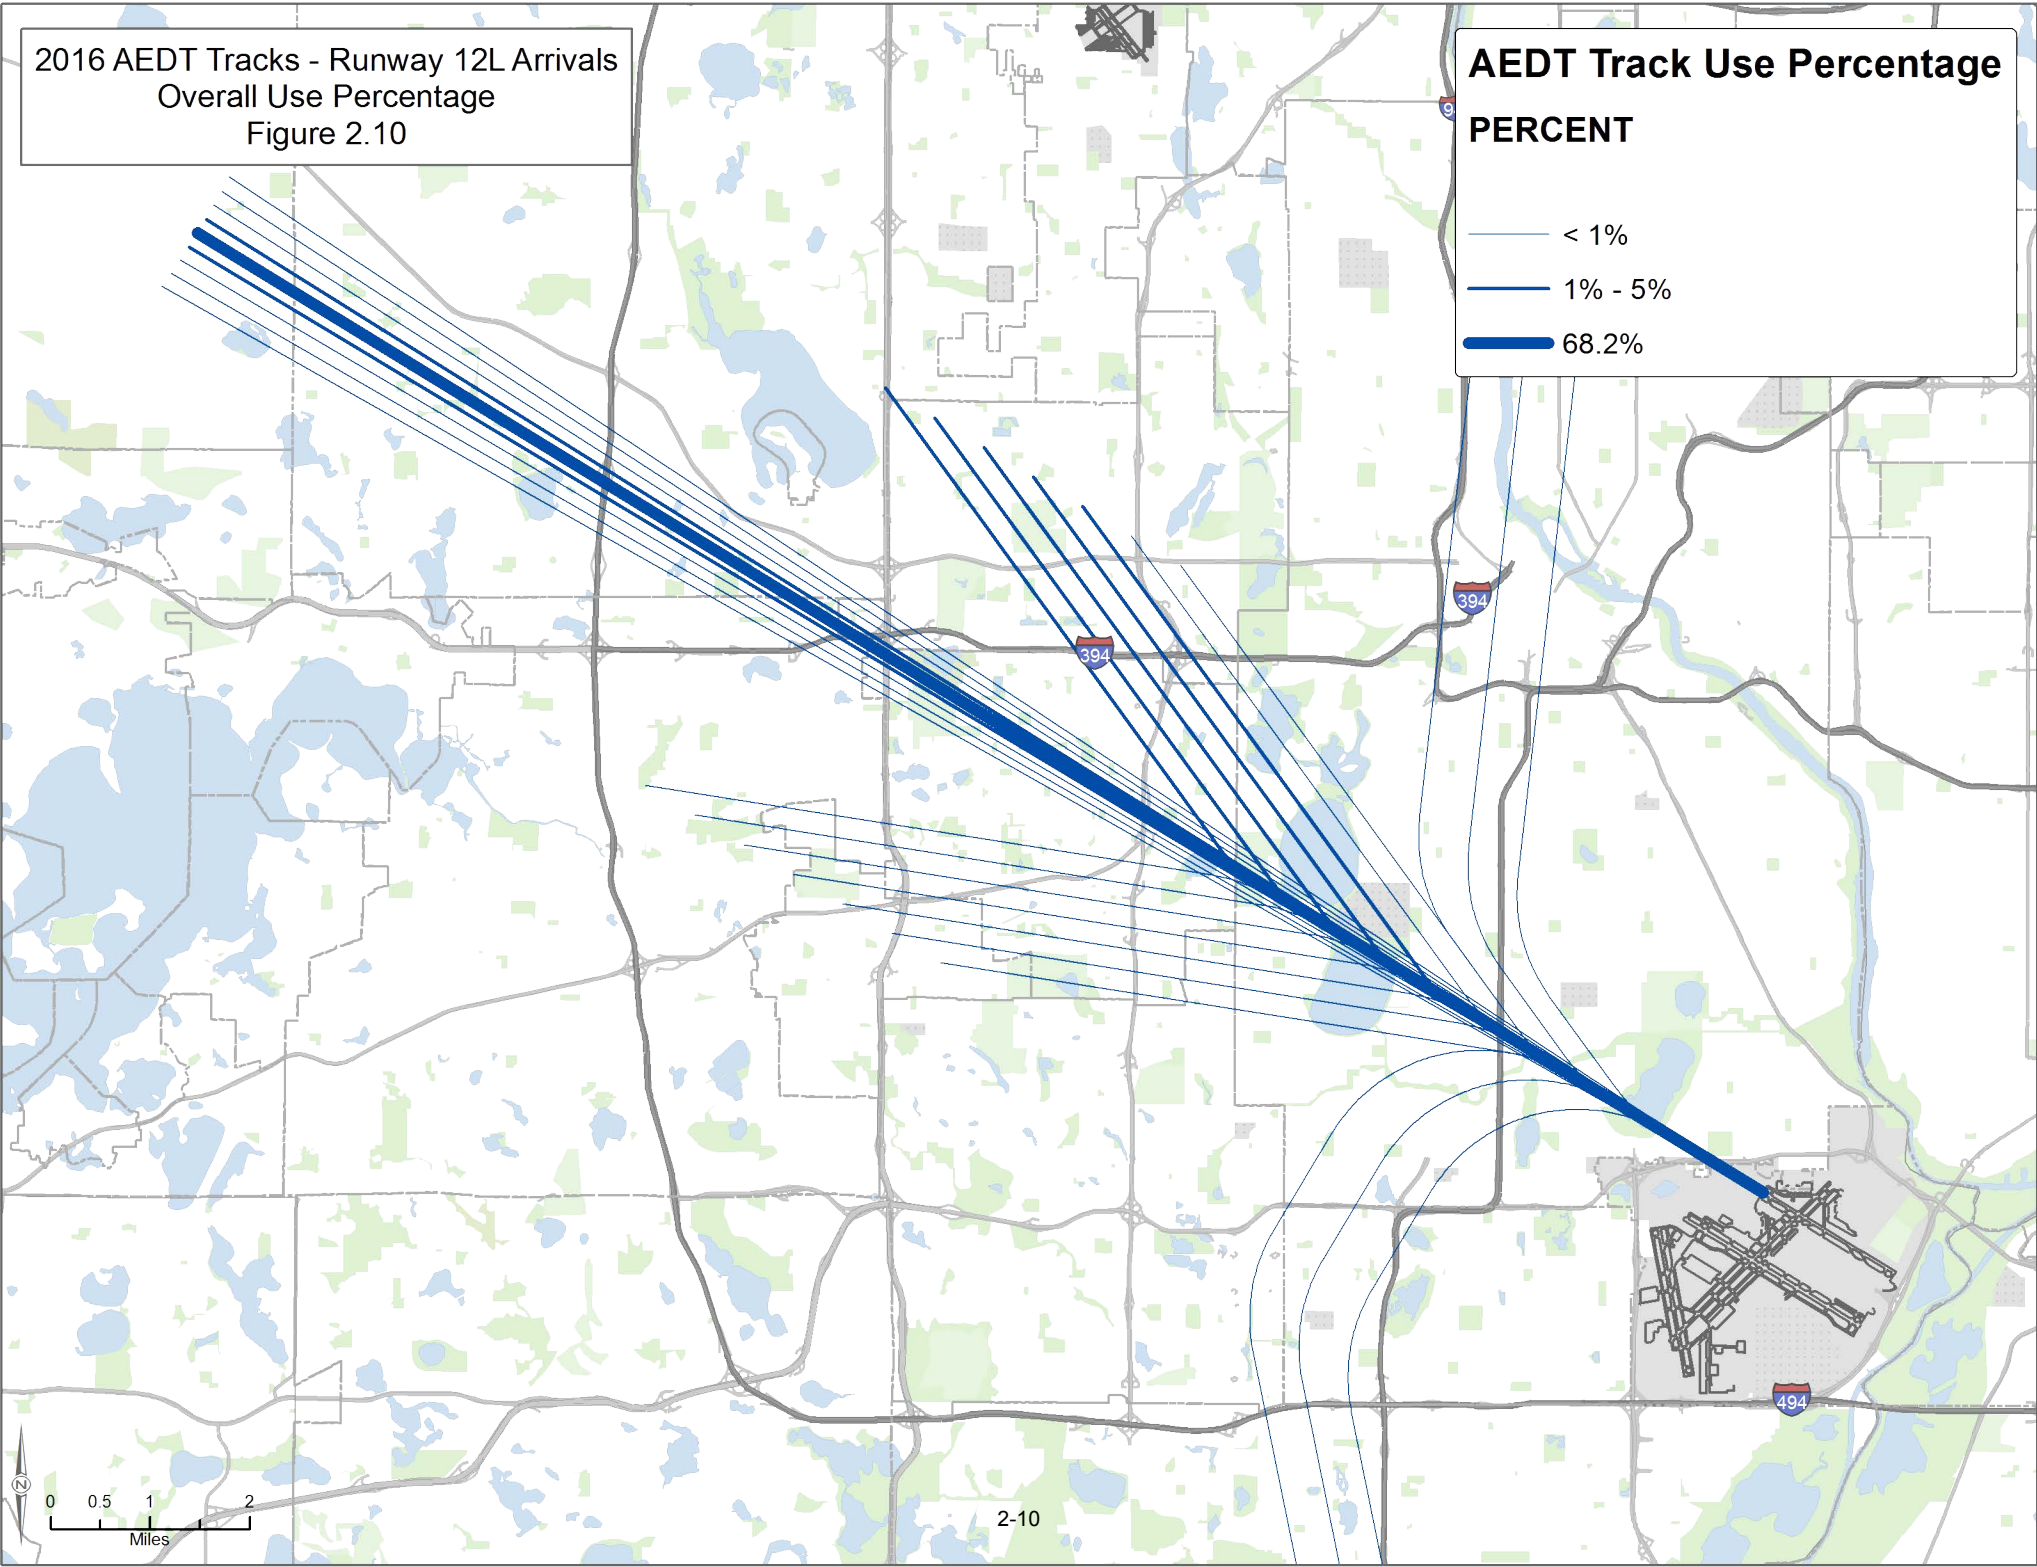 2016 AEDT Tracks - Runway 12L Arrivals
Overall Use Percentage
Figure 2.10
AEDT Track Use Percentage
PERCENT
< 1%
1% - 5%
68.2%
9
394
394
494
N
0 0.5 1 2
Miles
2-10